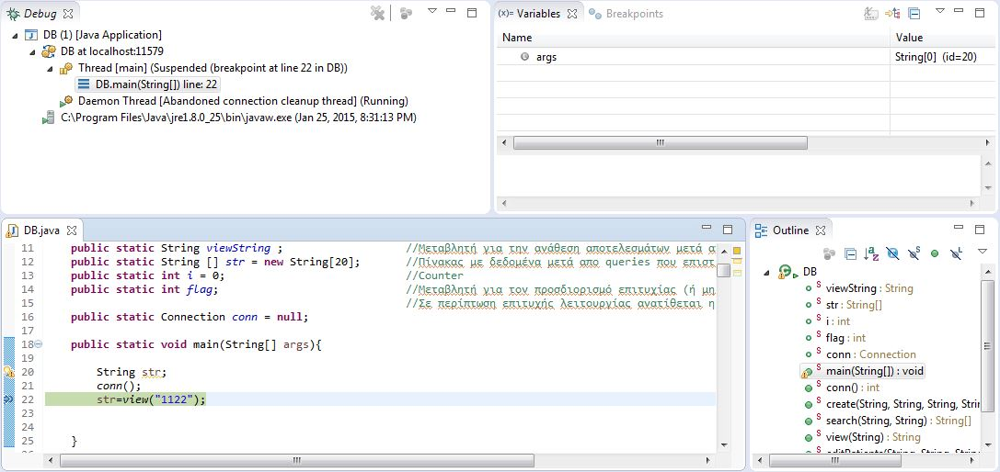 Debug
DB (1) [Java Application]
DB at localhost:11579
Thread [main] (Suspended (breakpoint at line 22 in DB))
DB.main(String[]) line: 22
Daemon Thread [Abandoned connection cleanup thread] (Running)
C:\Program Files\Java\jre1.8.0_25\bin\javaw.exe (Jan 25, 2015, 8:31:13 PM)
(x)= Variables
Breakpoints
Name Value
args String[0] (id=20)
DB.java
11 public static String viewString ; //Μεταβλητή για την ανάθεση αποτελεσμάτων μετά α
12 public static String [] str = new String[20]; //Πίνακας με δεδομένα μετά απο queries που επιστ
13 public static int i = 0; //Counter
14 public static int flag; //Μεταβλητή για τον προσδιορισμό επιτυχίας (ή μη
15 //Σε περίπτωση επιτυχής λειτουργίας ανατίθεται η
16 public static Connection conn = null;
17
18 public static void main(String[] args){
19
20 String str;
21 conn();
22 str=view("1122");
23
24
25 }
Outline
DB
viewString : String
str : String[]
i : int
flag : int
conn : Connection
main(String[]) : void
conn() : int
create(String, String, String, Strin
search(String, String) : String[]
view(String) : String